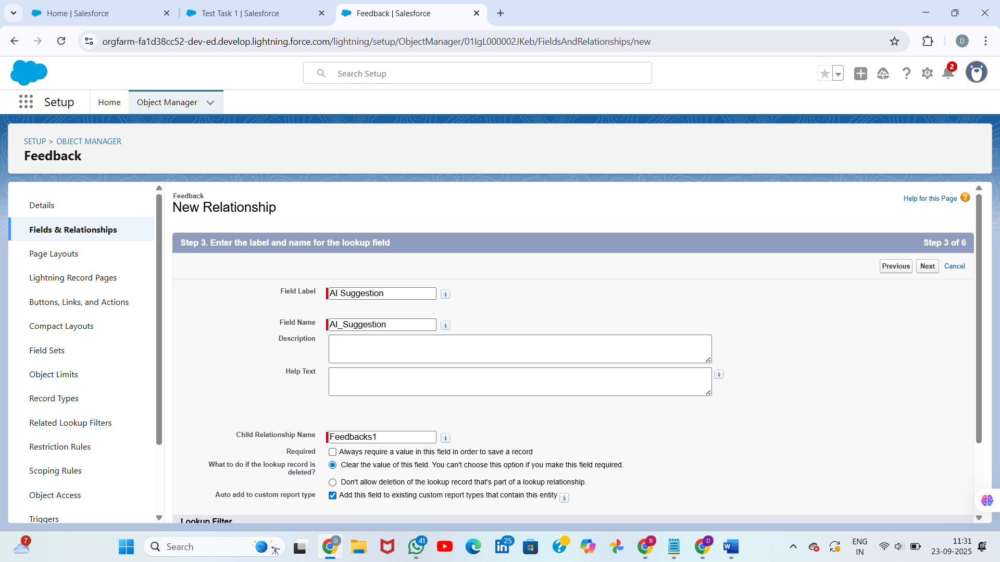 Home | Salesforce
Test Task 1 | Salesforce
Feedback | Salesforce
orgfarm-fa1d38cc52-dev-ed.develop.lightning.force.com/lightning/setup/ObjectManager/01IgL000002JKeb/FieldsAndRelationships/new
D
Search Setup
2
Setup
Home
Object Manager
SETUP > OBJECT MANAGER
Feedback
Details
Fields & Relationships
Page Layouts
Lightning Record Pages
Buttons, Links, and Actions
Compact Layouts
Field Sets
Object Limits
Record Types
Related Lookup Filters
Restriction Rules
Scoping Rules
Object Access
Triggers
Feedback
New Relationship
Help for this Page ?
Step 3. Enter the label and name for the lookup field
Step 3 of 6
Previous Next Cancel
Field Label AI Suggestion i
Field Name AI_Suggestion i
Description
Help Text i
Child Relationship Name Feedbacks1 i
Required Always require a value in this field in order to save a record
What to do if the lookup record is deleted? Clear the value of this field. You can't choose this option if you make this field required.
Don't allow deletion of the lookup record that's part of a lookup relationship.
Auto add to custom report type Add this field to existing custom report types that contain this entity i
Lookup Filter
7
Search
D
41
25
B
D
W
ENG
IN
11:31
23-09-2025